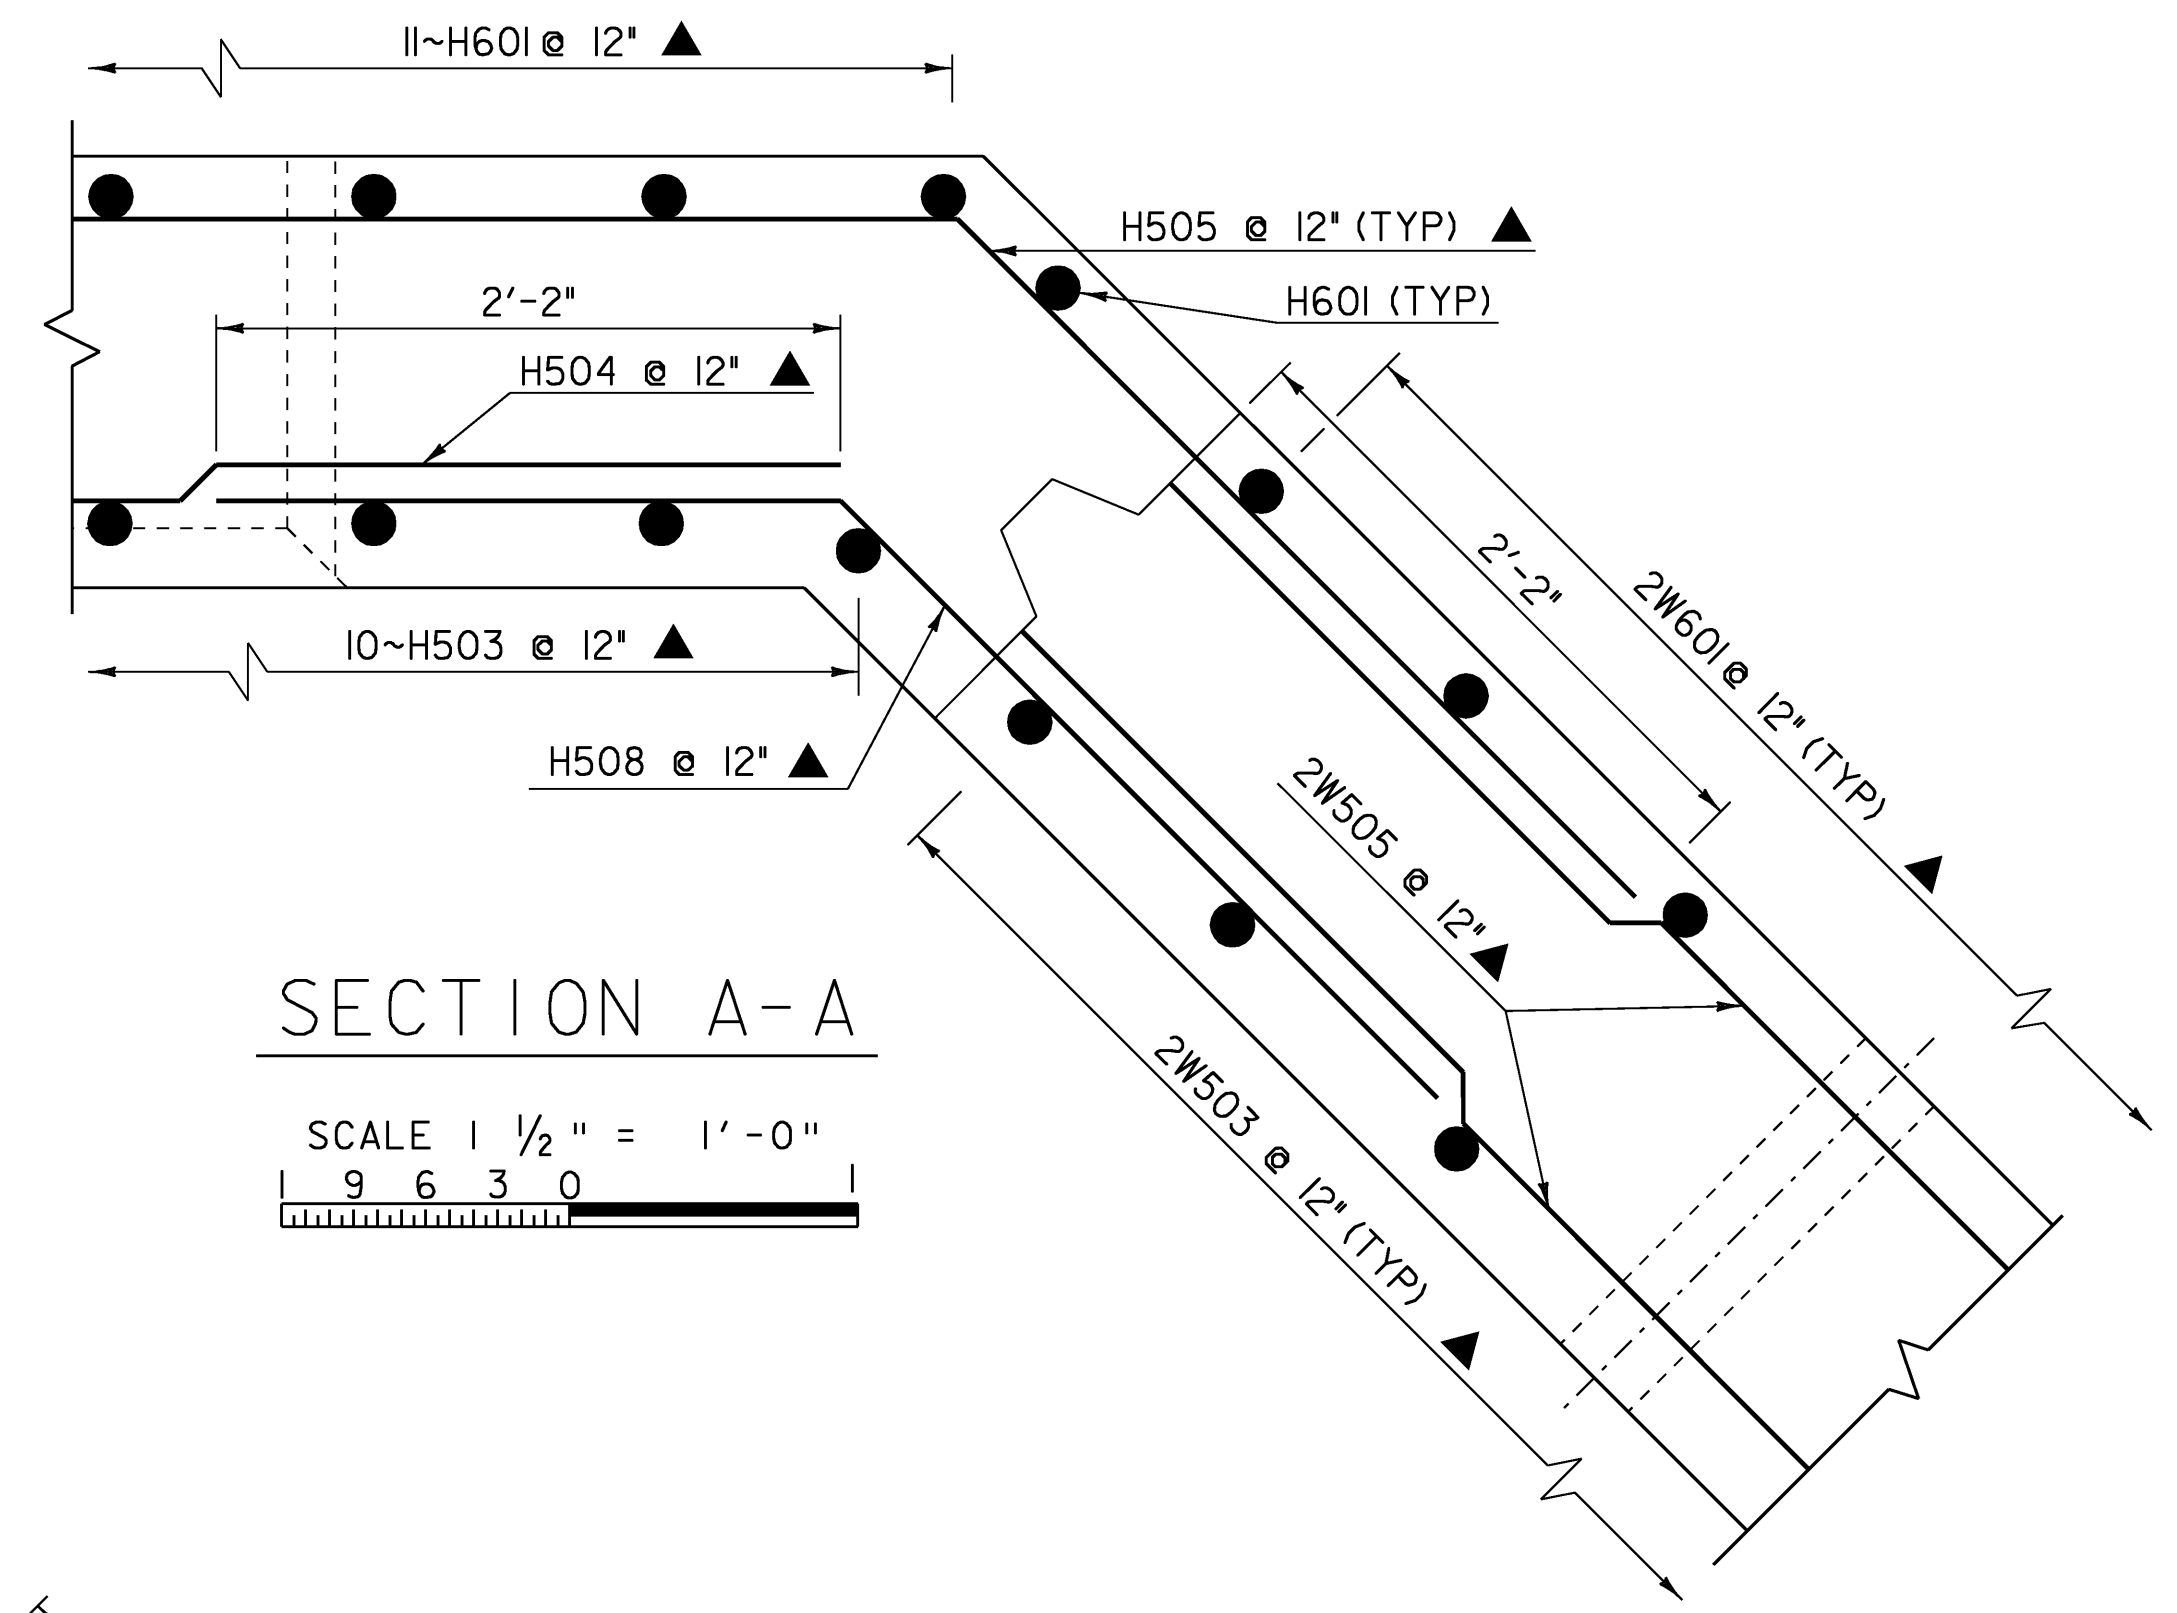 11~H601@ 12" ▲
H505 @ 12" (TYP) ▲
H601 (TYP)
2'-2"
H504 @ 12" ▲
2'-2"
2W601@ 12" (TYP) ▲
10~H503 @ 12" ▲
H508 @ 12" ▲
2W505 @ 12" ▲
2W503 @ 12" (TYP) ▲
SECTION A-A
SCALE 1 1/2" = 1'-0"
1 9 6 3 0 1